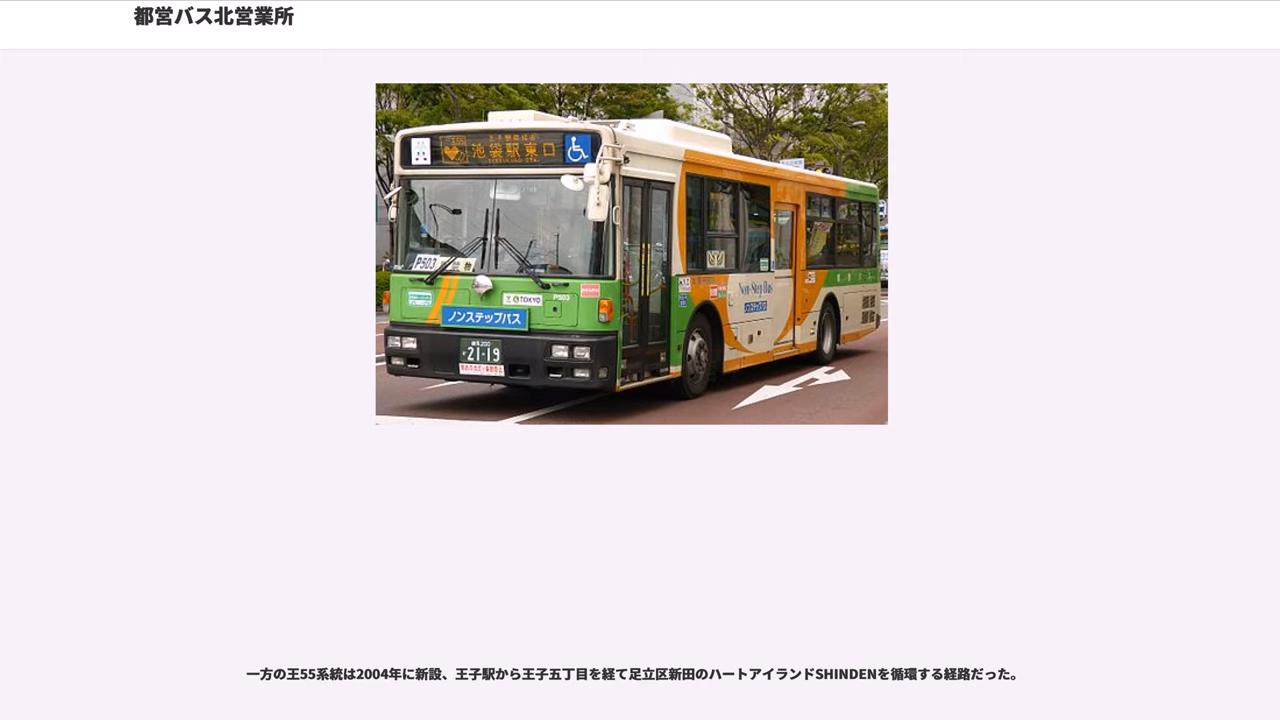 都営バス北営業所
池袋駅東口
P503
TOKYO
P503
ノンステップバス
21-19
Non-Step Bus
一方の王55系統は2004年に新設、王子駅から王子五丁目を経て足立区新田のハートアイランドSHINDENを循環する経路だった。